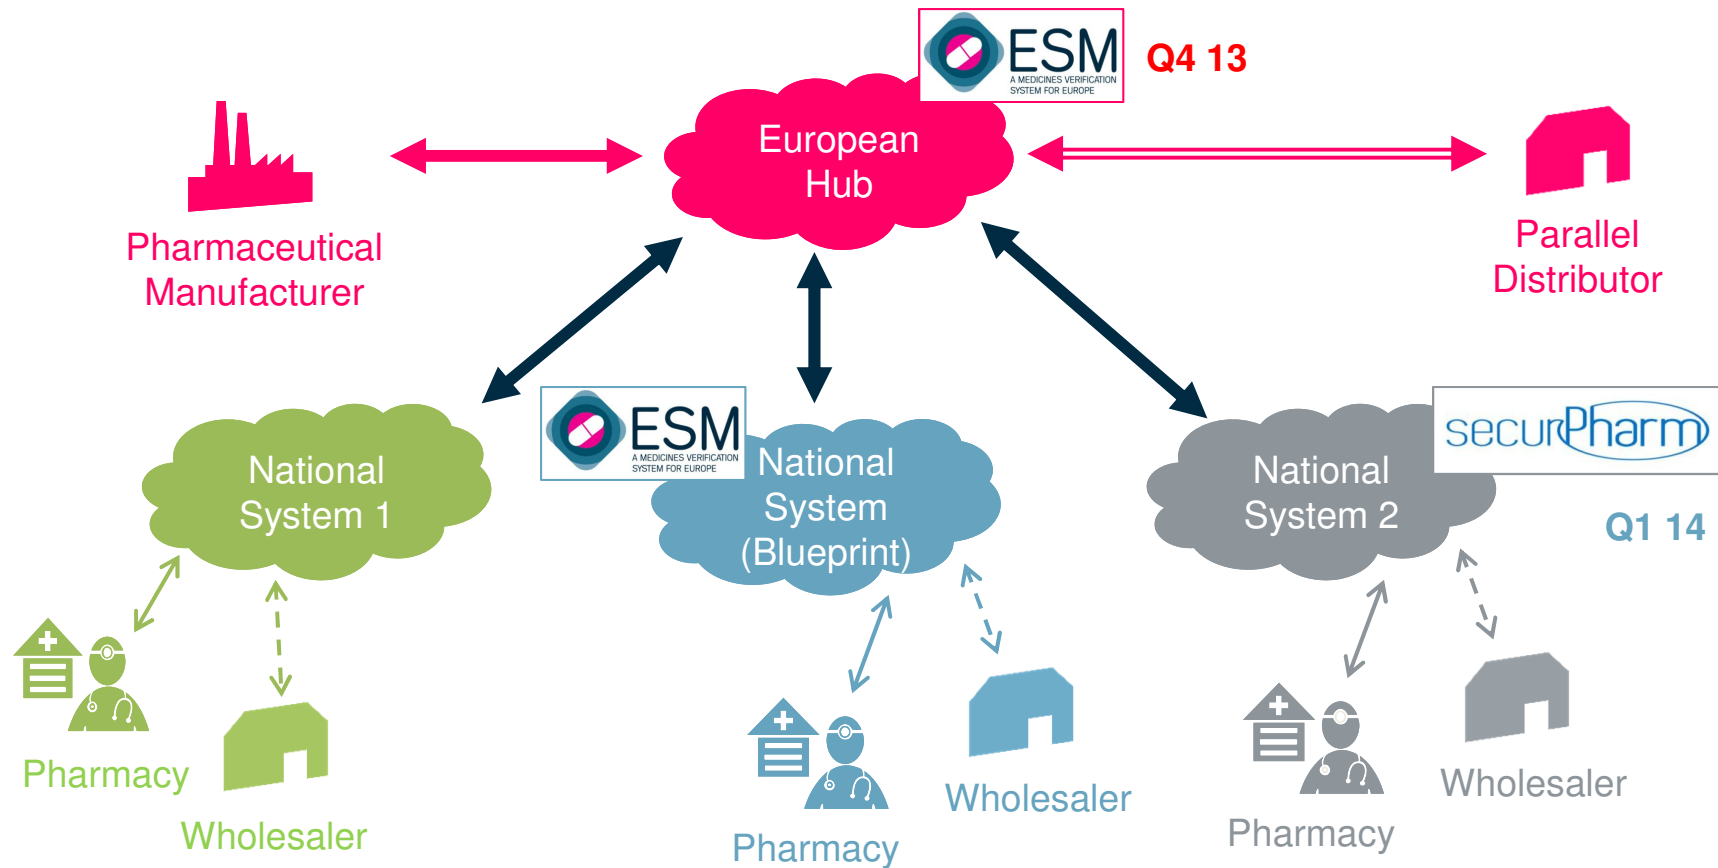 ESM
A MEDICINES VERIFICATION
SYSTEM FOR EUROPE
Q4 13
European
Hub
Pharmaceutical
Manufacturer
Parallel
Distributor
ESM
A MEDICINES VERIFICATION
SYSTEM FOR EUROPE
securPharm
National
System 1
National
System
(Blueprint)
National
System 2
Q1 14
Pharmacy
Wholesaler
Pharmacy
Wholesaler
Pharmacy
Wholesaler